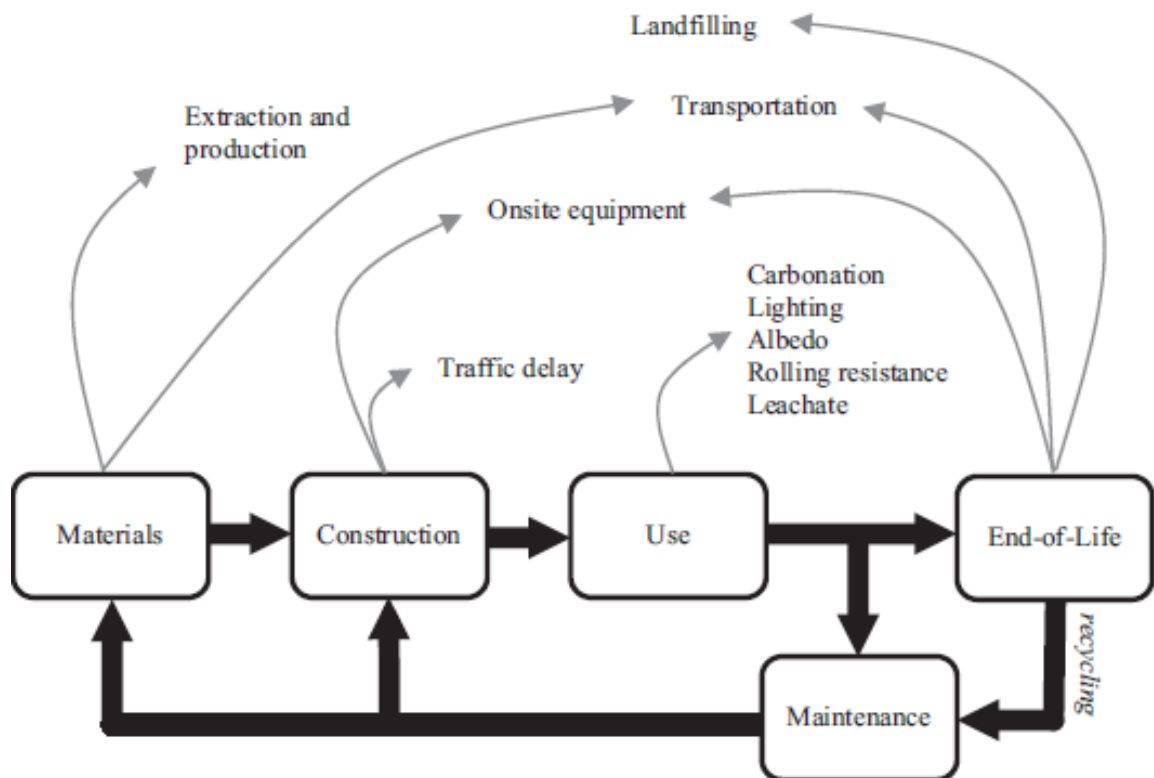 Landfilling
Transportation
Extraction and
production
Onsite equipment
Carbonation
Lighting
Albedo
Rolling resistance
Leachate
Traffic delay
Materials
Construction
Use
End-of-Life
recycling
Maintenance